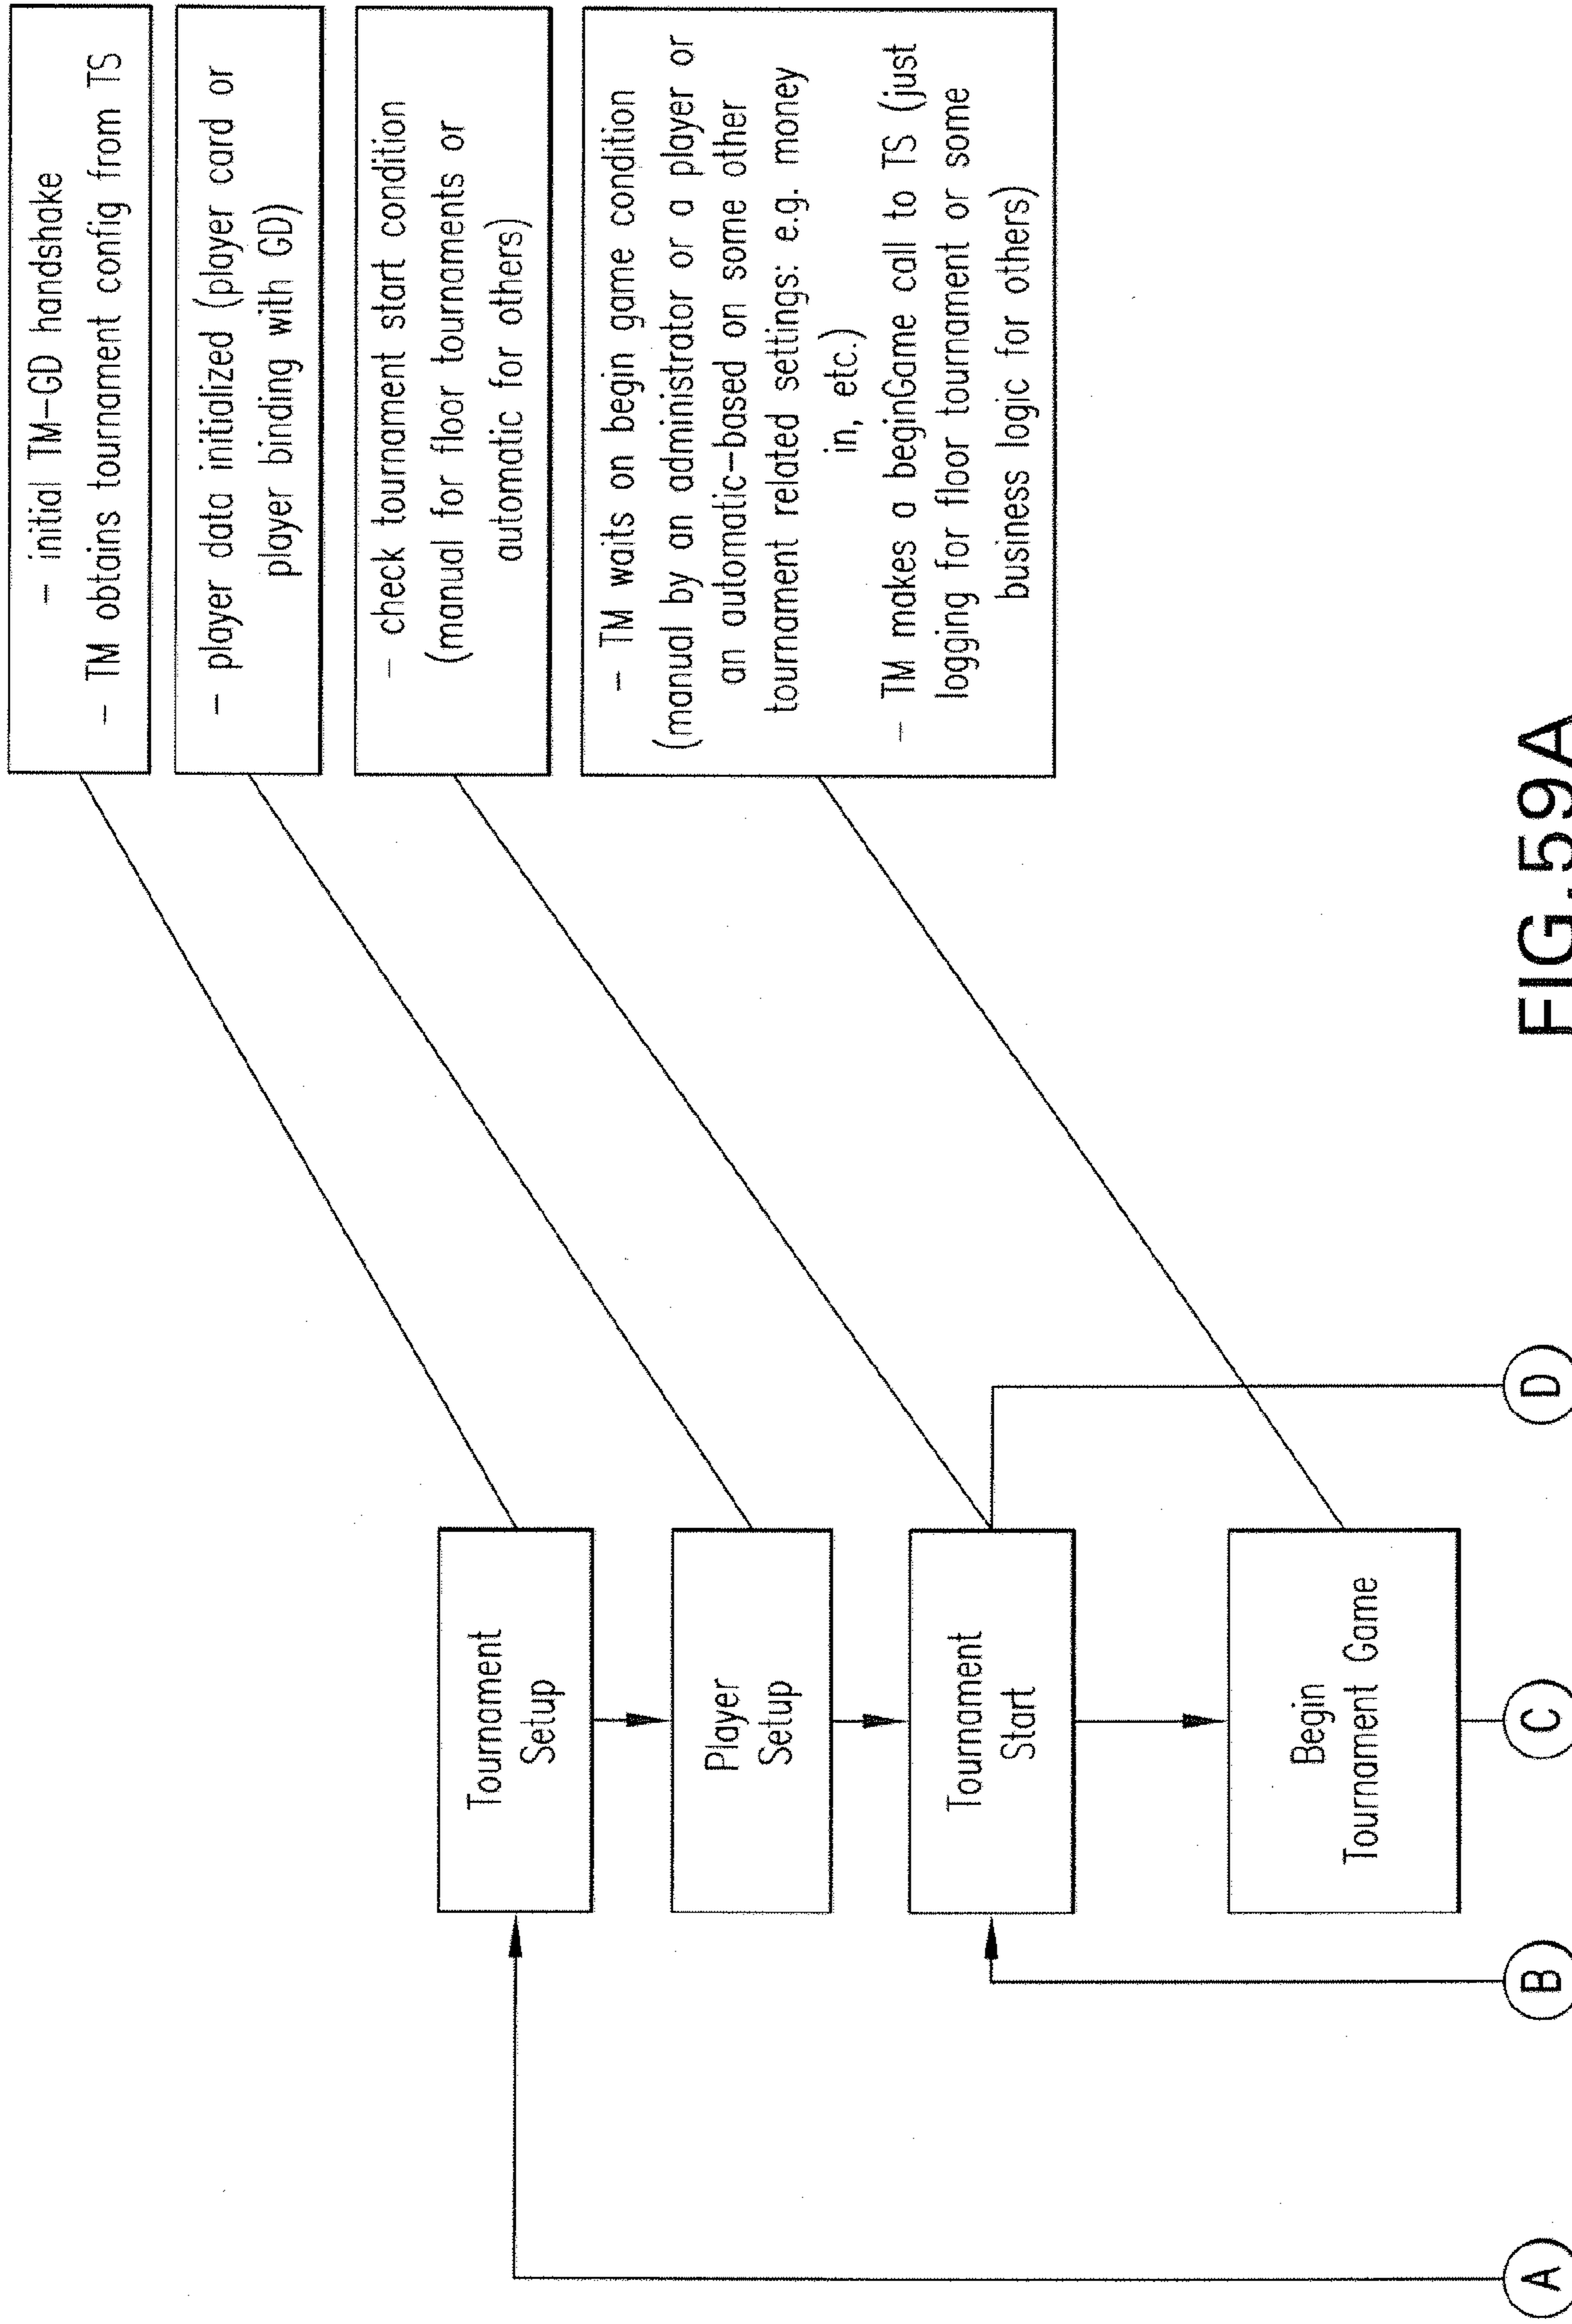 – initial TM–GD handshake
– TM obtains tournament config from TS
– player data initialized (player card or
player binding with GD)
– check tournament start condition
(manual for floor tournaments or
automatic for others)
– TM waits on begin game condition
(manual by an administrator or a player or
an automatic–based on some other
tournament related settings: e.g. money
in, etc.)
– TM makes a beginGame call to TS (just
logging for floor tournament or some
business logic for others)
Tournament
Setup
Player
Setup
Tournament
Start
Begin
Tournament Game
A
B
C
D
FIG.59A